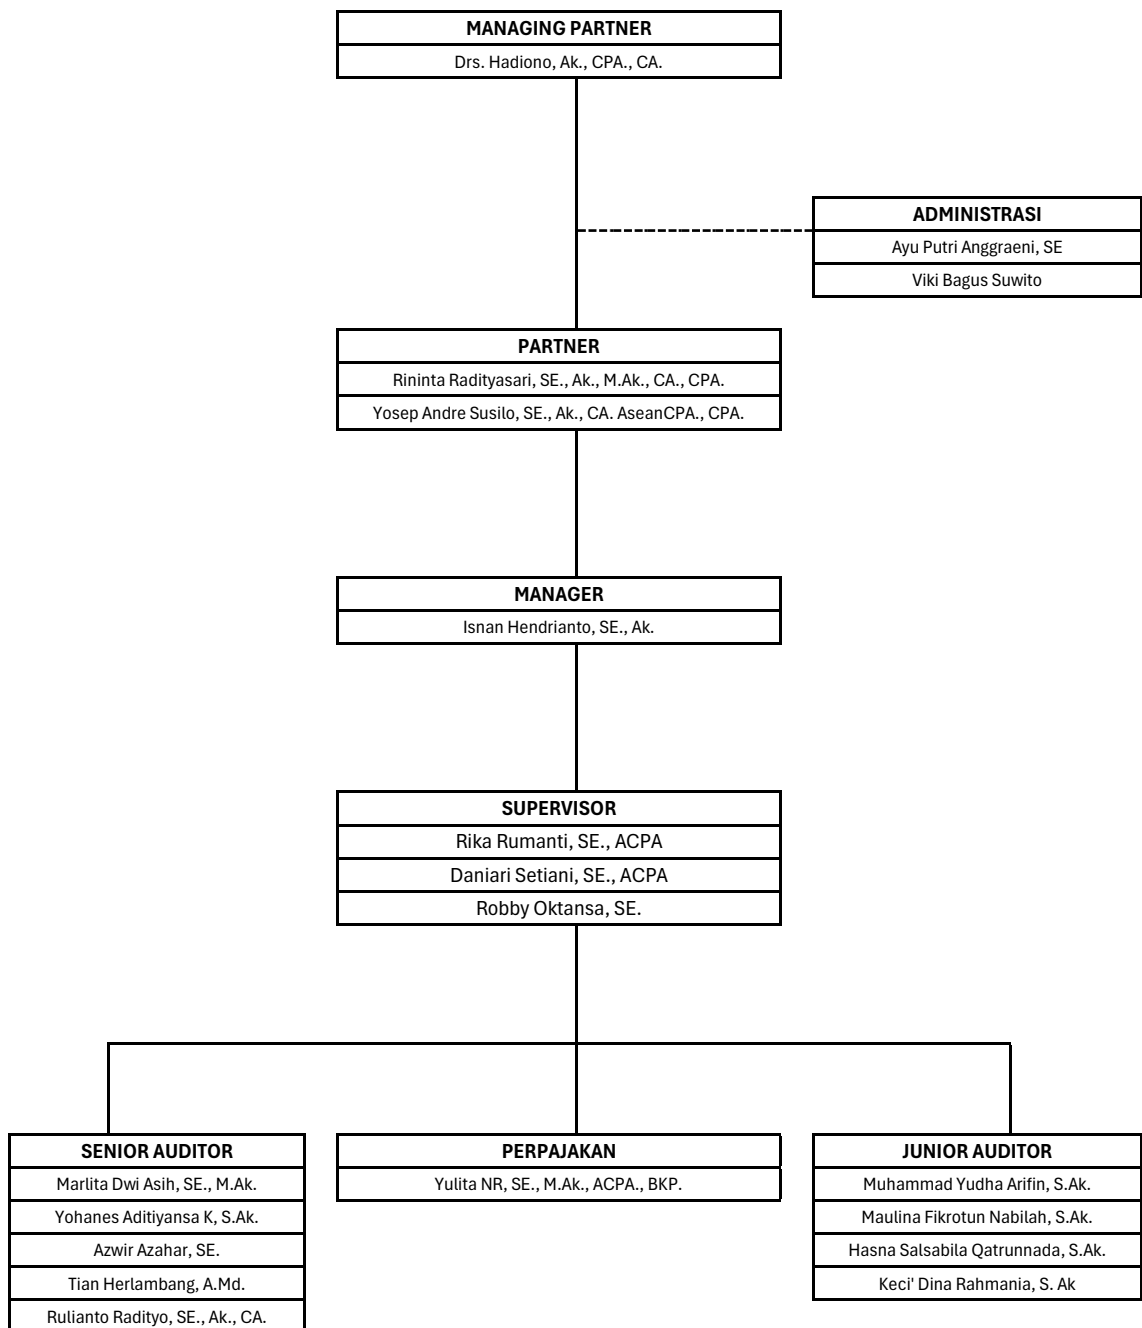 MANAGING PARTNER
Drs. Hadiono, Ak., CPA., CA.
ADMINISTRASI
Ayu Putri Anggraeni, SE
Viki Bagus Suwito
PARTNER
Rininta Radityasari, SE., Ak., M.Ak., CA., CPA.
Yosep Andre Susilo, SE., Ak., CA. AseanCPA., CPA.
MANAGER
Isnan Hendrianto, SE., Ak.
SUPERVISOR
Rika Rumanti, SE., ACPA
Daniari Setiani, SE., ACPA
Robby Oktansa, SE.
SENIOR AUDITOR
Marlita Dwi Asih, SE., M.Ak.
Yohanes Aditiyansa K, S.Ak.
Azwir Azahar, SE.
Tian Herlambang, A.Md.
Rulianto Radityo, SE., Ak., CA.
PERPAJAKAN
Yulita NR, SE., M.Ak., ACPA., BKP.
JUNIOR AUDITOR
Muhammad Yudha Arifin, S.Ak.
Maulina Fikrotun Nabilah, S.Ak.
Hasna Salsabila Qatrunnada, S.Ak.
Keci' Dina Rahmania, S. Ak